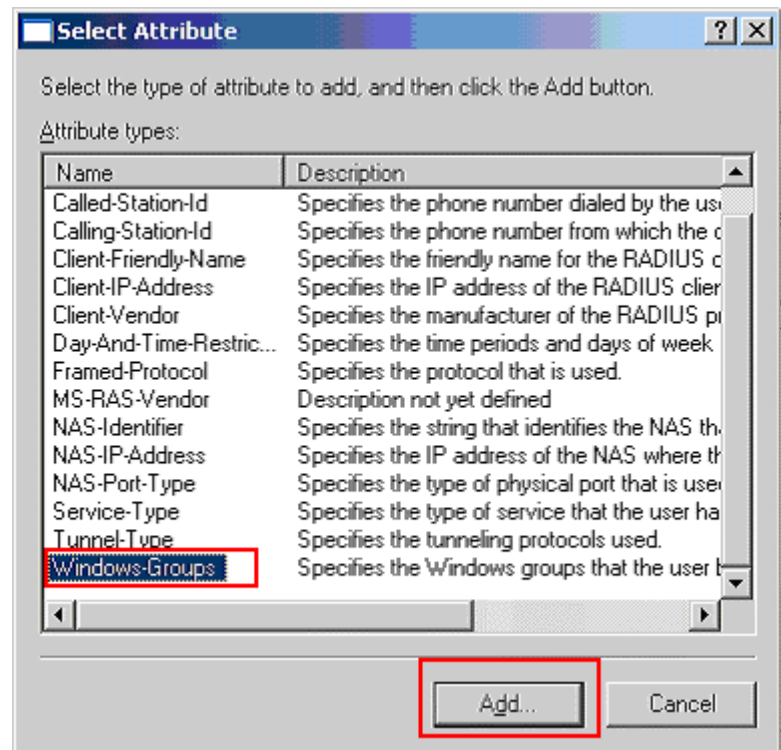 Select Attribute
Select the type of attribute to add, and then click the Add button.
Attribute types:
Name Description
Called-Station-Id Specifies the phone number dialed by the use
Calling-Station-Id Specifies the phone number from which the c
Client-Friendly-Name Specifies the friendly name for the RADIUS c
Client-IP-Address Specifies the IP address of the RADIUS clier
Client-Vendor Specifies the manufacturer of the RADIUS pr
Day-And-Time-Restric... Specifies the time periods and days of week
Framed-Protocol Specifies the protocol that is used.
MS-RAS-Vendor Description not yet defined
NAS-Identifier Specifies the string that identifies the NAS th
NAS-IP-Address Specifies the IP address of the NAS where th
NAS-Port-Type Specifies the type of physical port that is use
Service-Type Specifies the type of service that the user ha
Tunnel-Type Specifies the tunneling protocols used.
Windows-Groups Specifies the Windows groups that the user b
Add... Cancel